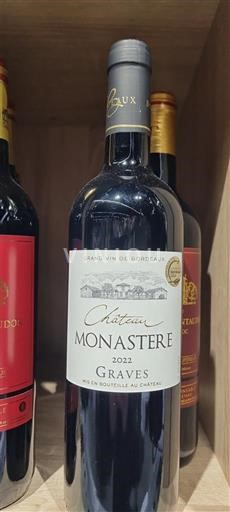 GRAND VIN DE BORDEAUX
Château
MONASTERE
2022
GRAVES
MIS EN BOUTEILLE AU CHÂTEAU